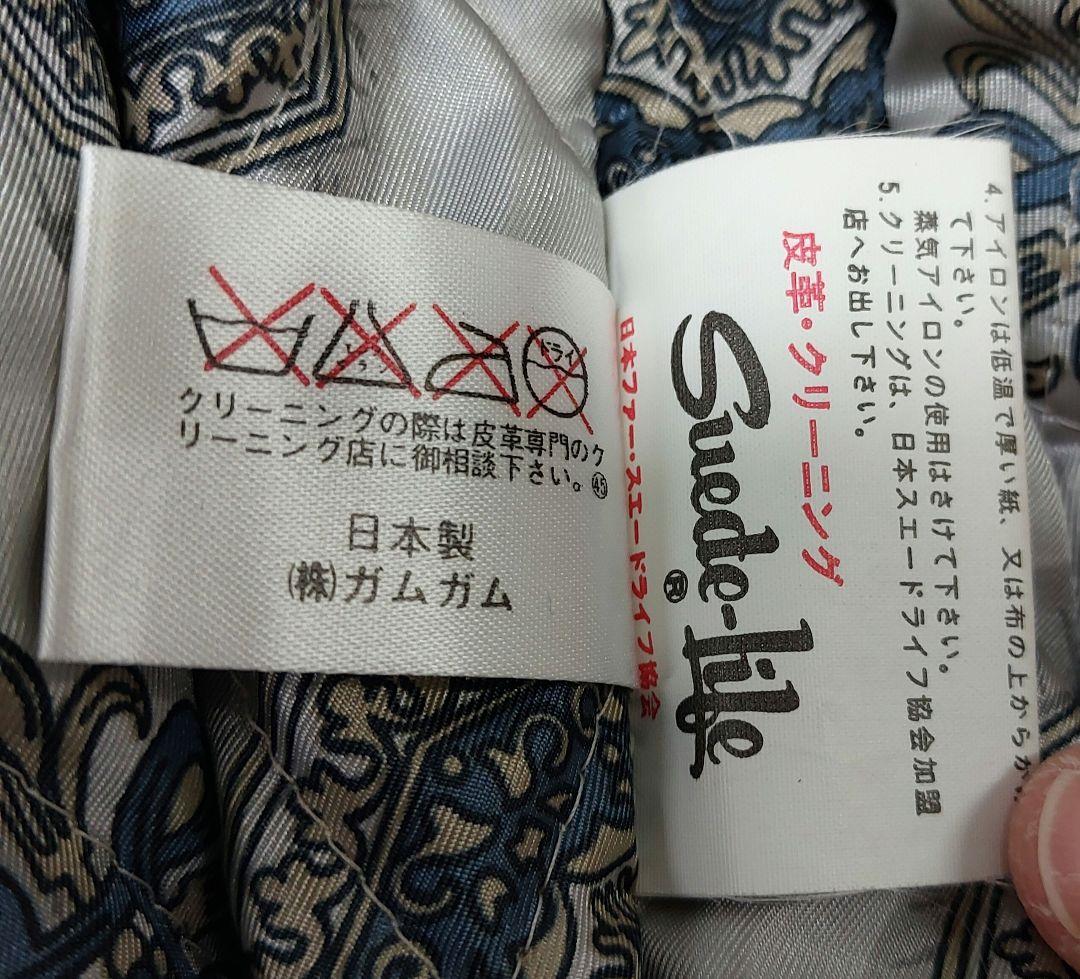 ドライ
クリーニングの際は皮革専門のク
リーニング店に御相談下さい。㊺
日本製
㈱ガムガム
4. アイロンは低温で厚い紙、又は布の上からか
て下さい。
蒸気アイロンの使用はさけて下さい。
5. クリーニングは、日本スエードライフ協会加盟
店へお出し下さい。
皮革・クリーニング
Suede-Life
®
日本ファー・スエードライフ協会